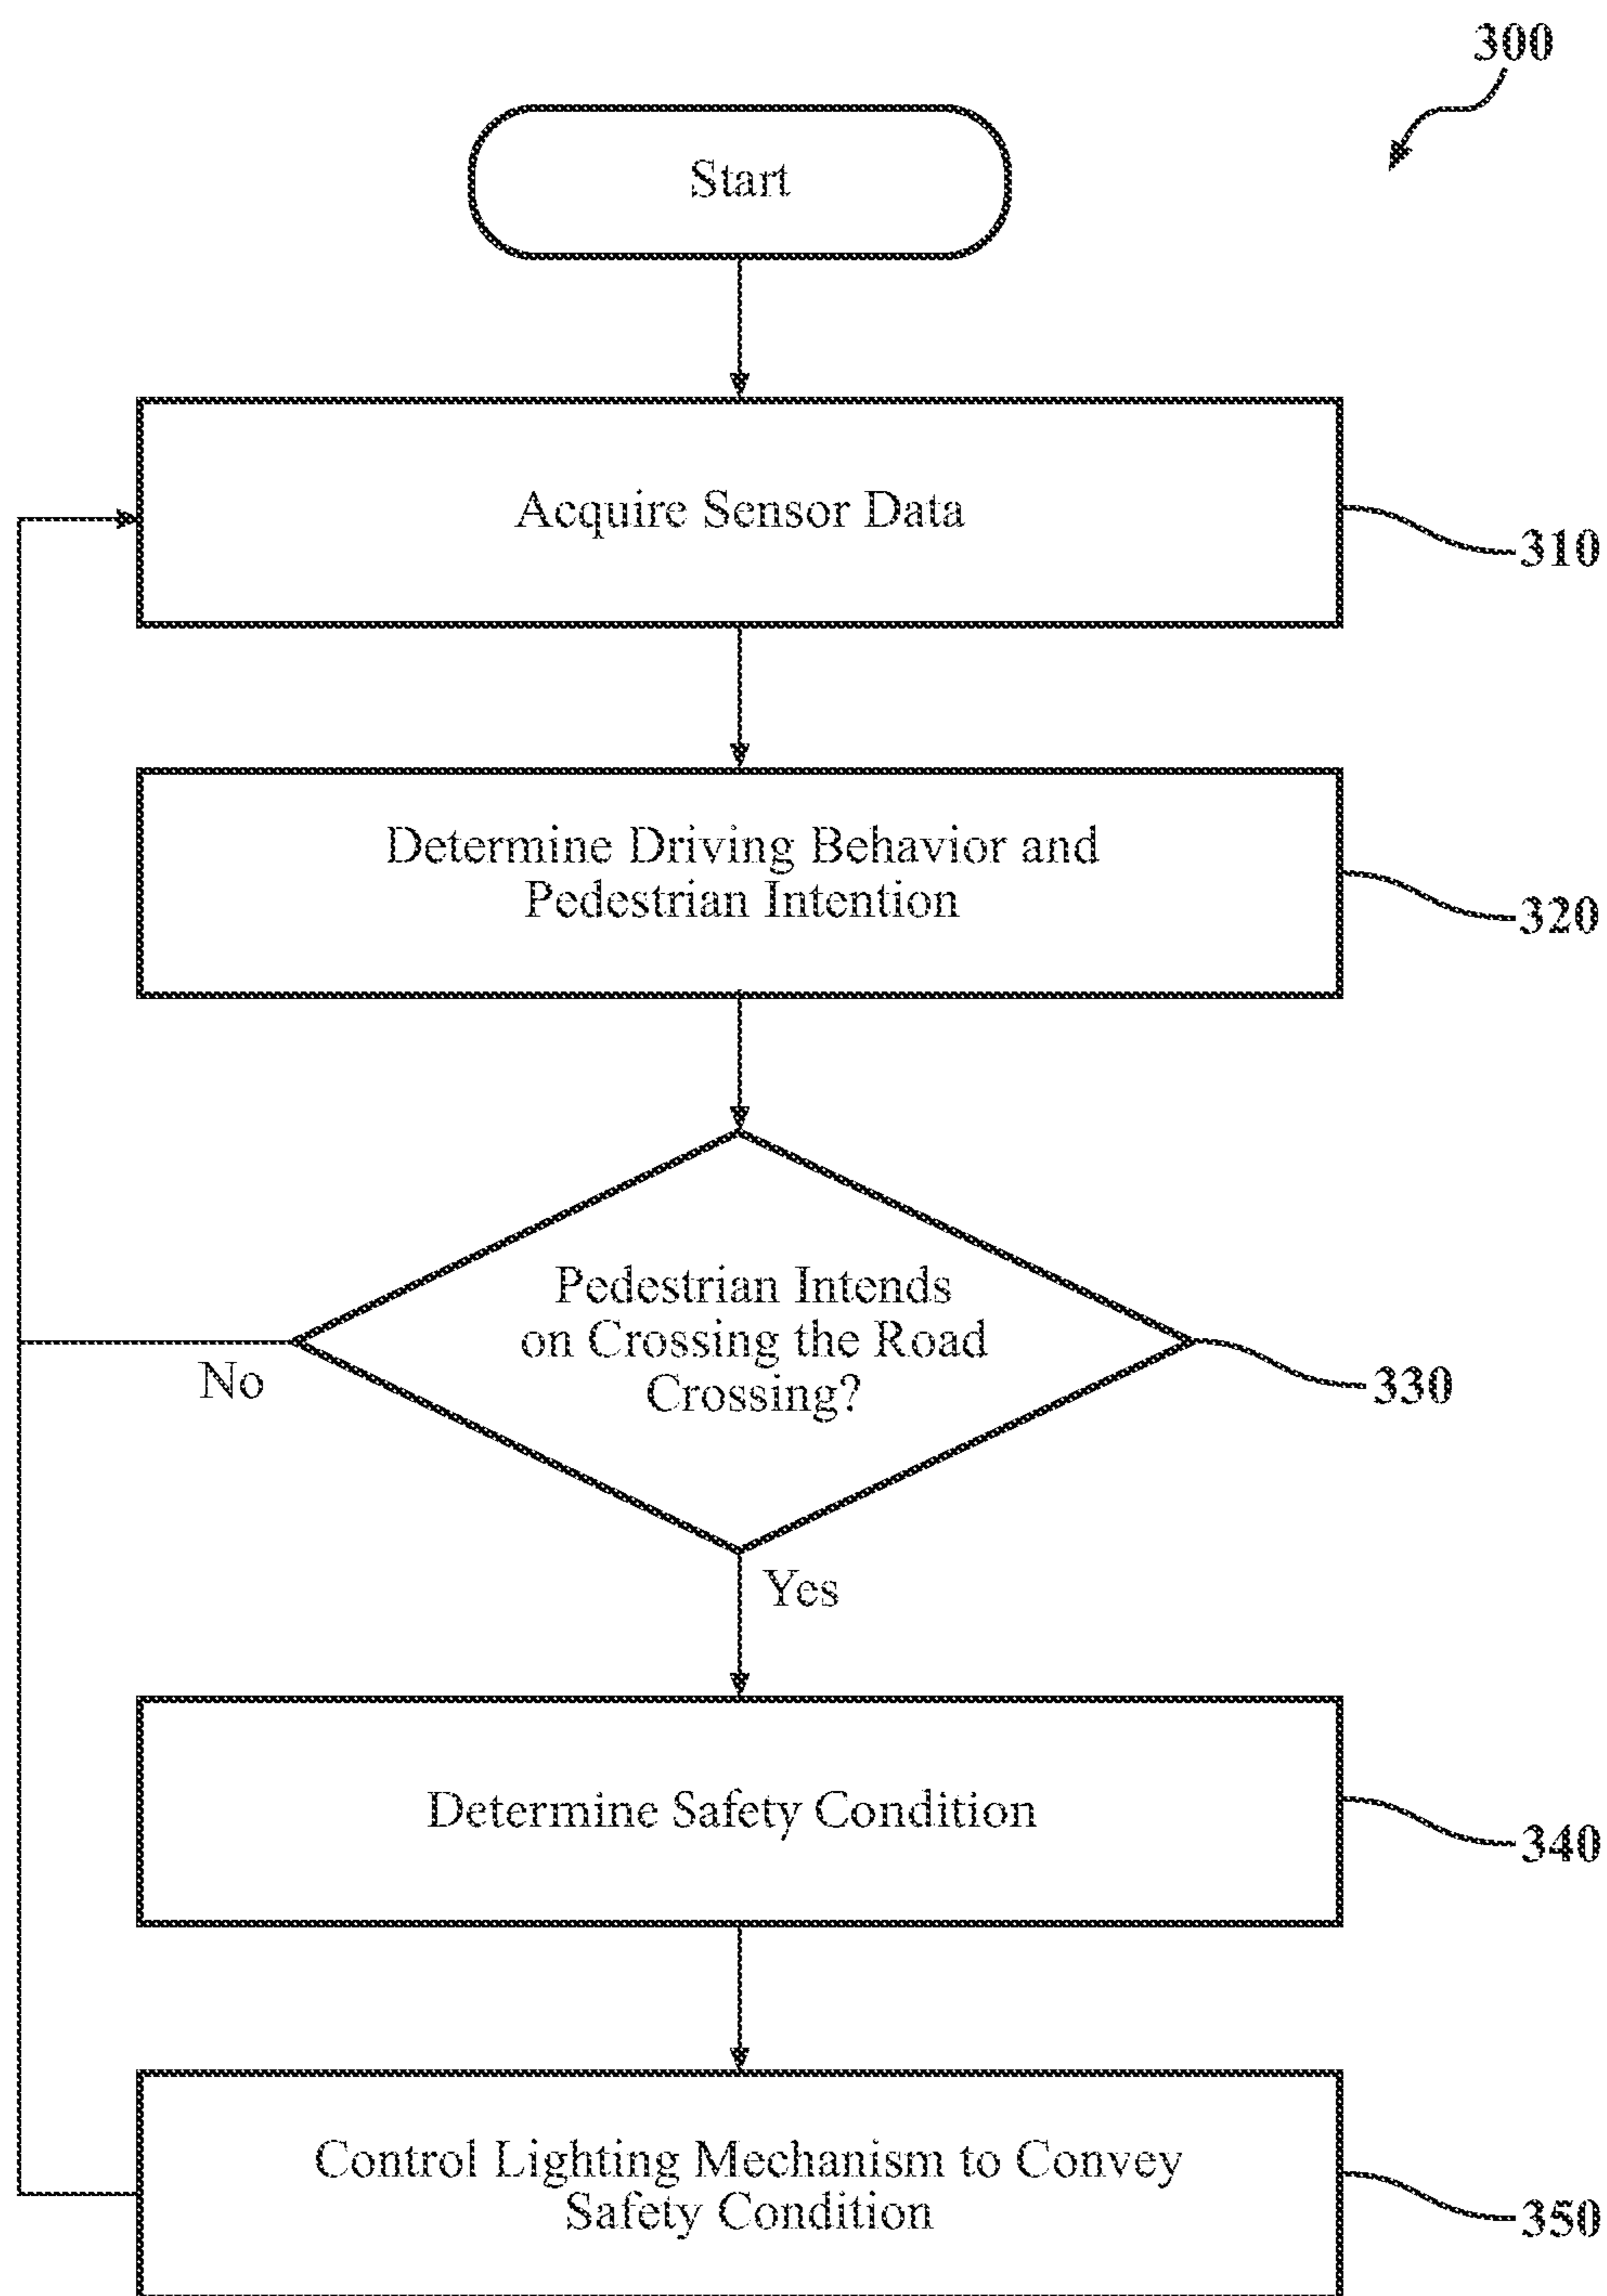 300
Start
Acquire Sensor Data
310
Determine Driving Behavior and
Pedestrian Intention
320
Pedestrian Intends
on Crossing the Road
Crossing?
330
No
Yes
Determine Safety Condition
340
Control Lighting Mechanism to Convey
Safety Condition
350